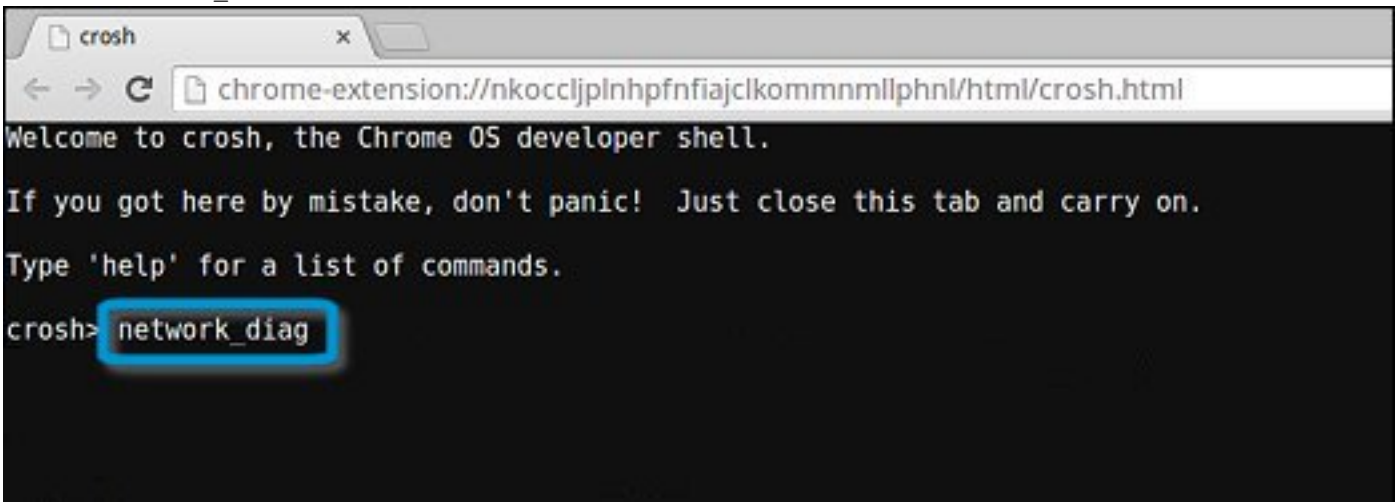 crosh
chrome-extension://nkoccljplnhpfnfiajclkommnmllphnl/html/crosh.html
Welcome to crosh, the Chrome OS developer shell.
If you got here by mistake, don't panic!  Just close this tab and carry on.
Type 'help' for a list of commands.
crosh> network_diag